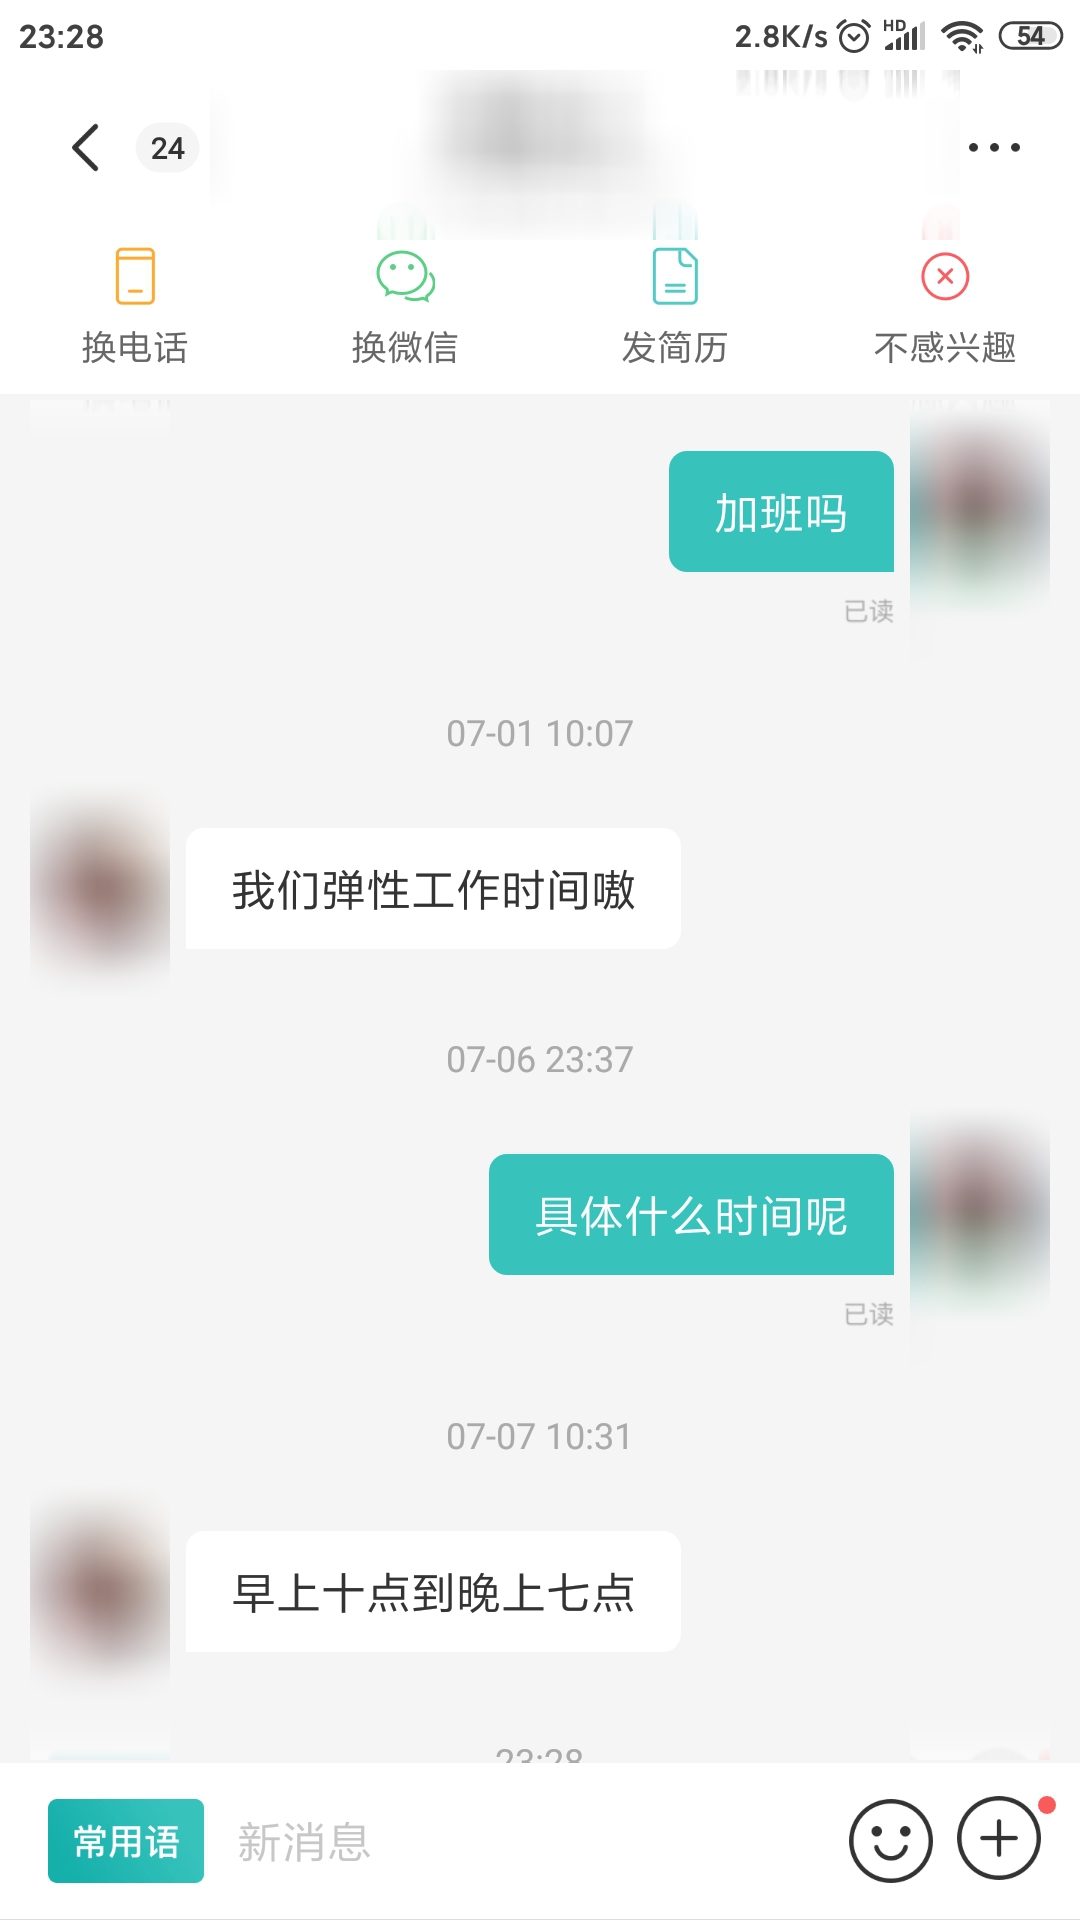 23:28
2.8K/s HD 54
24
换电话
换微信
发简历
不感兴趣
加班吗
已读
07-01 10:07
我们弹性工作时间嗷
07-06 23:37
具体什么时间呢
已读
07-07 10:31
早上十点到晚上七点
23:28
常用语
新消息